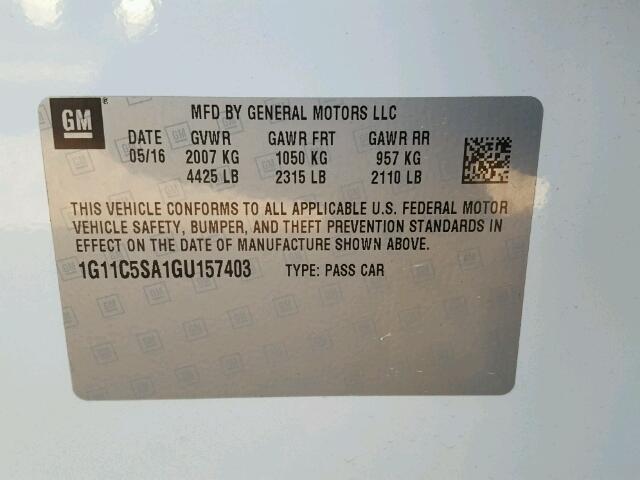 GM ® MFD BY GENERAL MOTORS LLC
DATE GVWR GAWR FRT GAWR RR
05/16 2007 KG 1050 KG 957 KG
4425 LB 2315 LB 2110 LB
THIS VEHICLE CONFORMS TO ALL APPLICABLE U.S. FEDERAL MOTOR
VEHICLE SAFETY, BUMPER, AND THEFT PREVENTION STANDARDS IN
EFFECT ON THE DATE OF MANUFACTURE SHOWN ABOVE.
1G11C5SA1GU157403 TYPE: PASS CAR